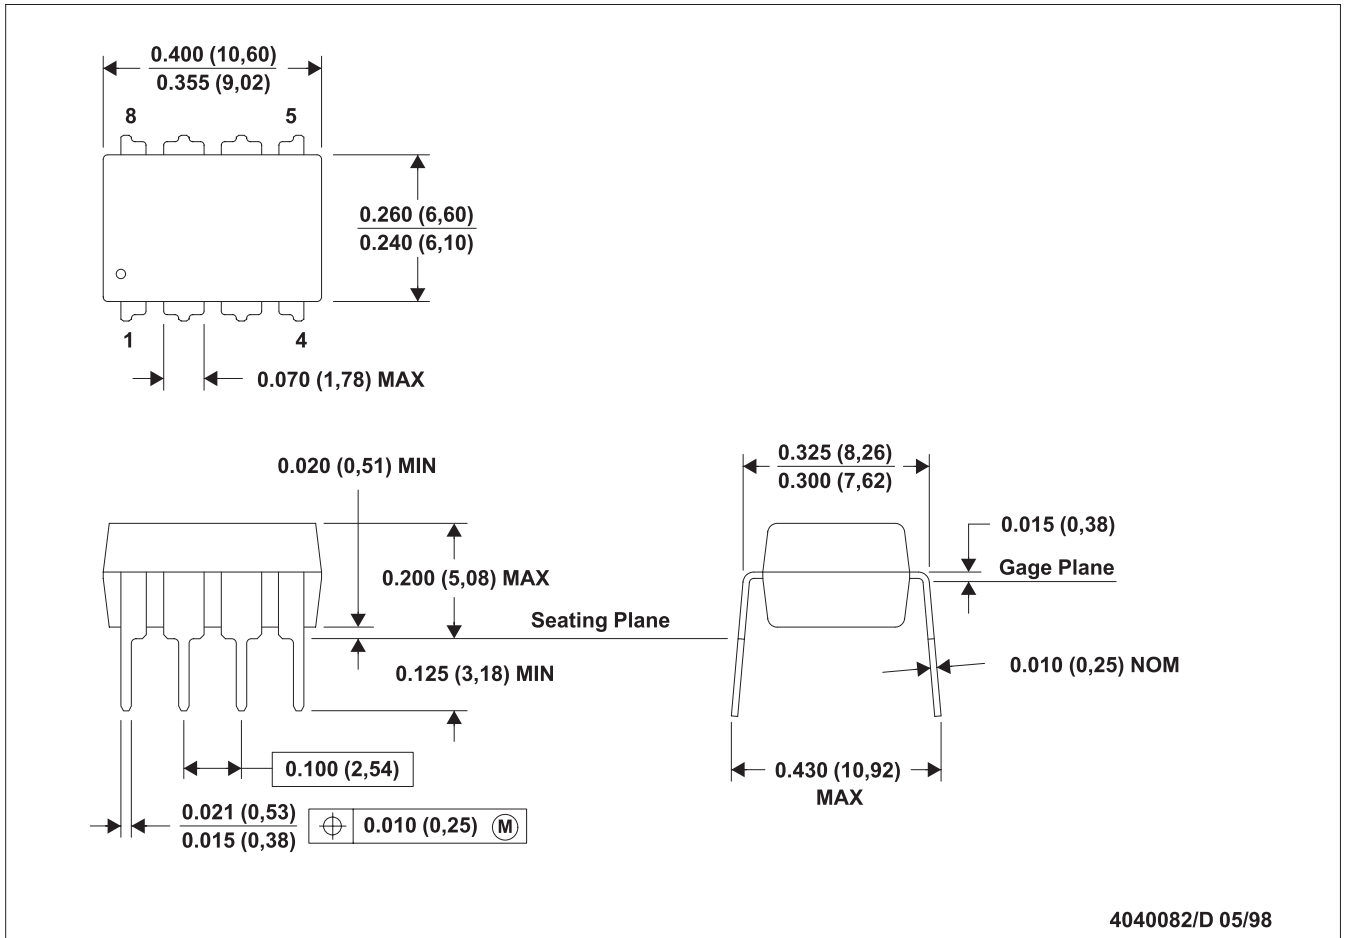 0.400 (10,60)
0.355 (9,02)
8
5
0.260 (6,60)
0.240 (6,10)
1
4
0.070 (1,78) MAX
0.020 (0,51) MIN
0.325 (8,26)
0.300 (7,62)
0.015 (0,38)
0.200 (5,08) MAX
Gage Plane
Seating Plane
0.125 (3,18) MIN
0.010 (0,25) NOM
0.100 (2,54)
0.430 (10,92)
MAX
0.021 (0,53)
0.015 (0,38)
0.010 (0,25) M
4040082/D 05/98